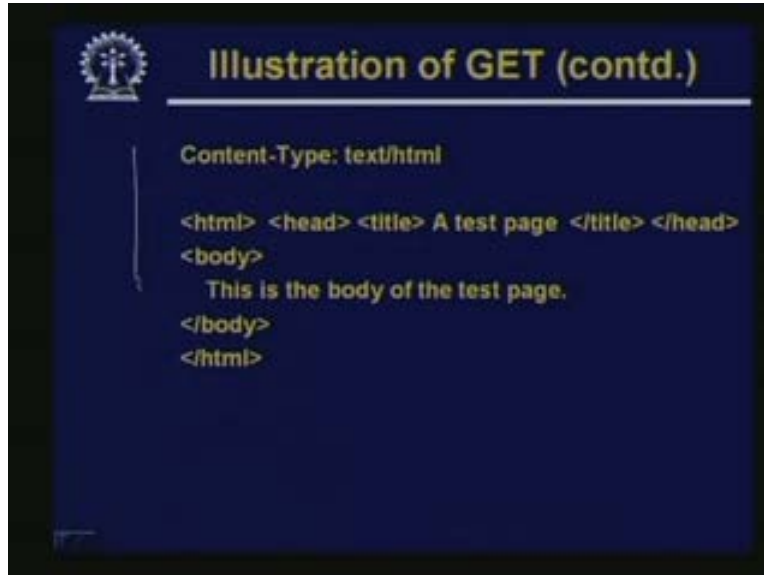 Illustration of GET (contd.)
Content-Type: text/html
<html> <head> <title> A test page </title> </head>
<body>
This is the body of the test page.
</body>
</html>